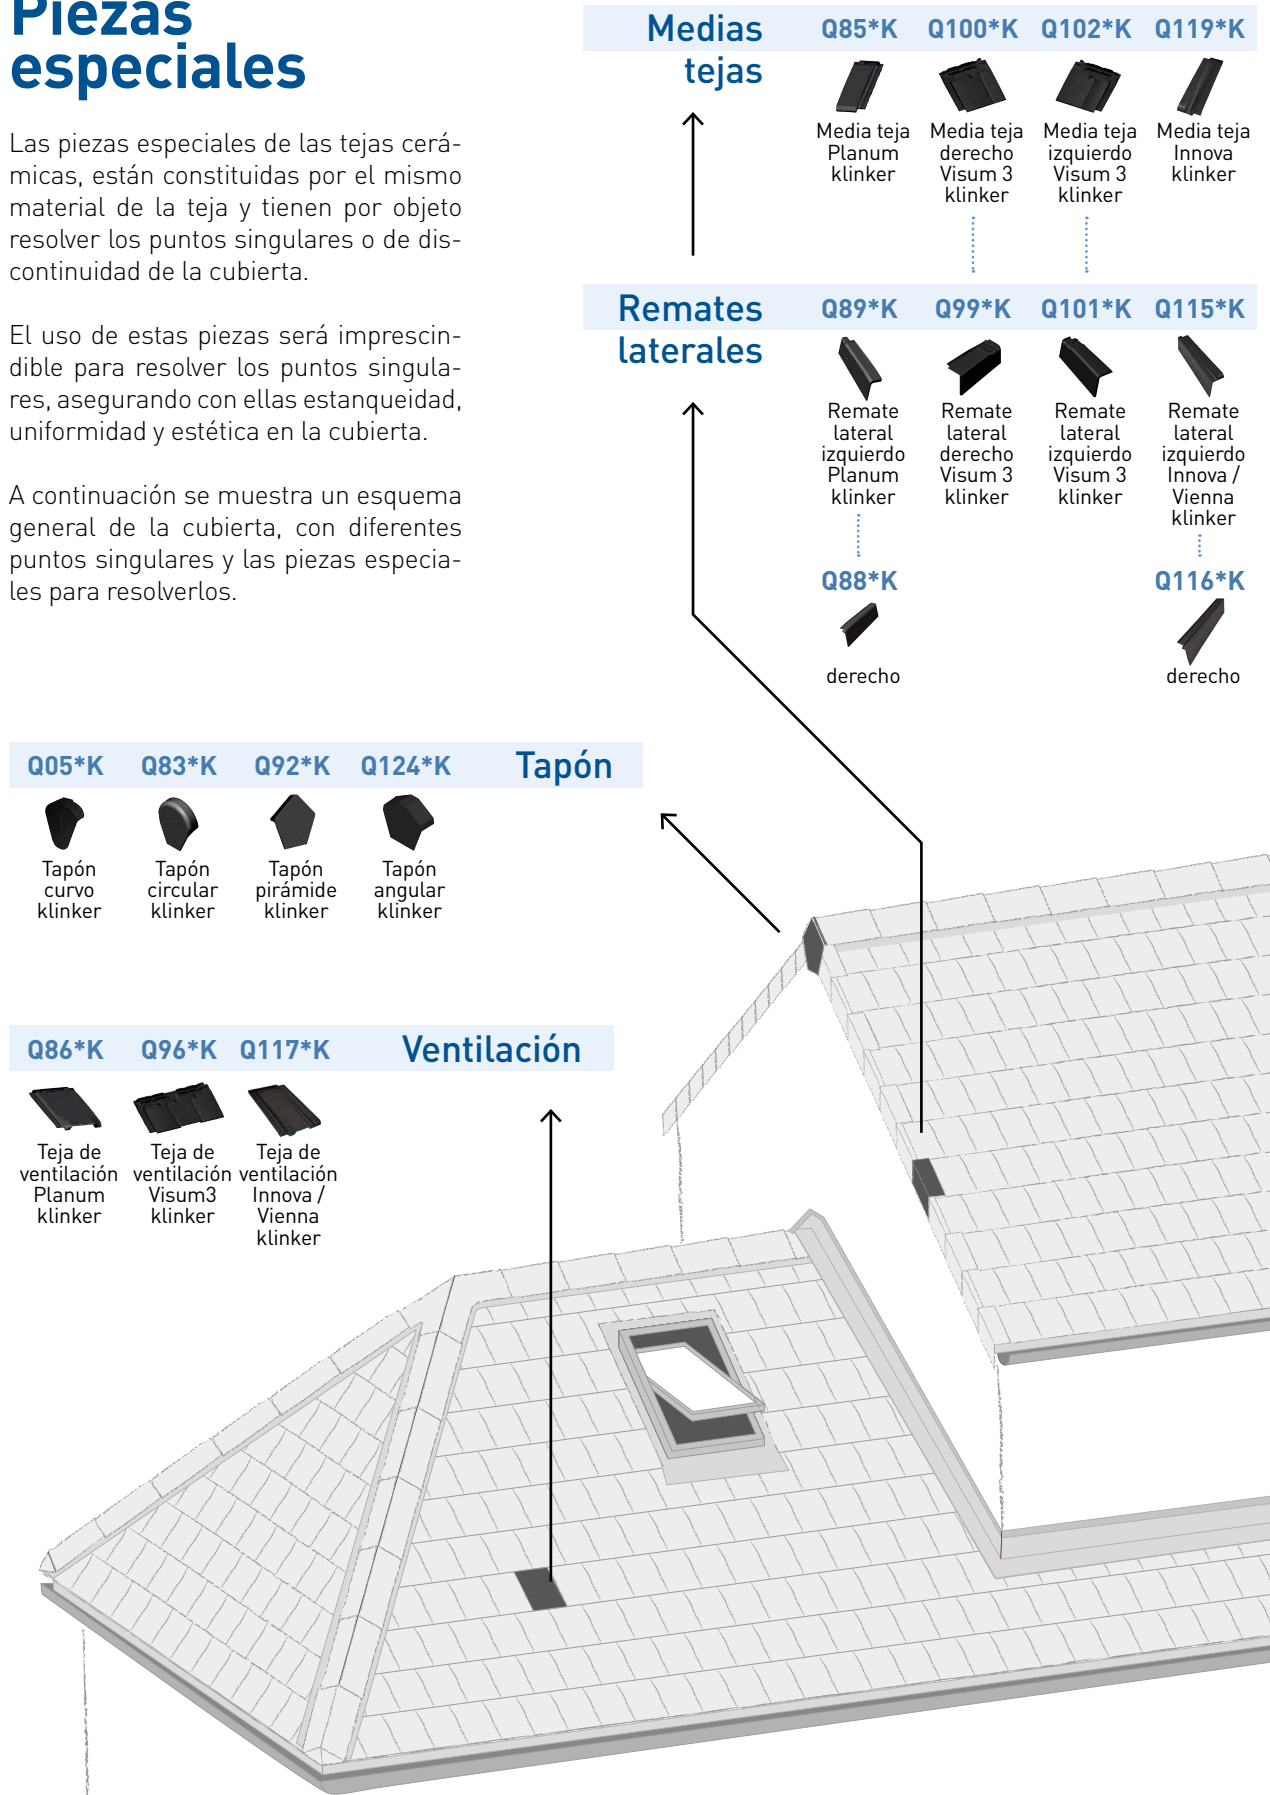 Piezas
especiales
Las piezas especiales de las tejas cerá-
micas, están constituidas por el mismo
material de la teja y tienen por objeto
resolver los puntos singulares o de dis-
continuidad de la cubierta.
El uso de estas piezas será imprescin-
dible para resolver los puntos singula-
res, asegurando con ellas estanqueidad,
uniformidad y estética en la cubierta.
A continuación se muestra un esquema
general de la cubierta, con diferentes
puntos singulares y las piezas especia-
les para resolverlos.
Medias
tejas
Q85*K Q100*K Q102*K Q119*K
Media teja
Planum
klinker
Media teja
derecho
Visum 3
klinker
Media teja
izquierdo
Visum 3
klinker
Media teja
Innova
klinker
Remates
laterales
Q89*K Q99*K Q101*K Q115*K
Remate
lateral
izquierdo
Planum
klinker
Remate
lateral
derecho
Visum 3
klinker
Remate
lateral
izquierdo
Visum 3
klinker
Remate
lateral
izquierdo
Innova /
Vienna
klinker
Q88*K
derecho
Q116*K
derecho
Q05*K Q83*K Q92*K Q124*K
Tapón
Tapón
curvo
klinker
Tapón
circular
klinker
Tapón
pirámide
klinker
Tapón
angular
klinker
Q86*K Q96*K Q117*K
Ventilación
Teja de
ventilación
Planum
klinker
Teja de
ventilación
Visum3
klinker
Teja de
ventilación
Innova /
Vienna
klinker